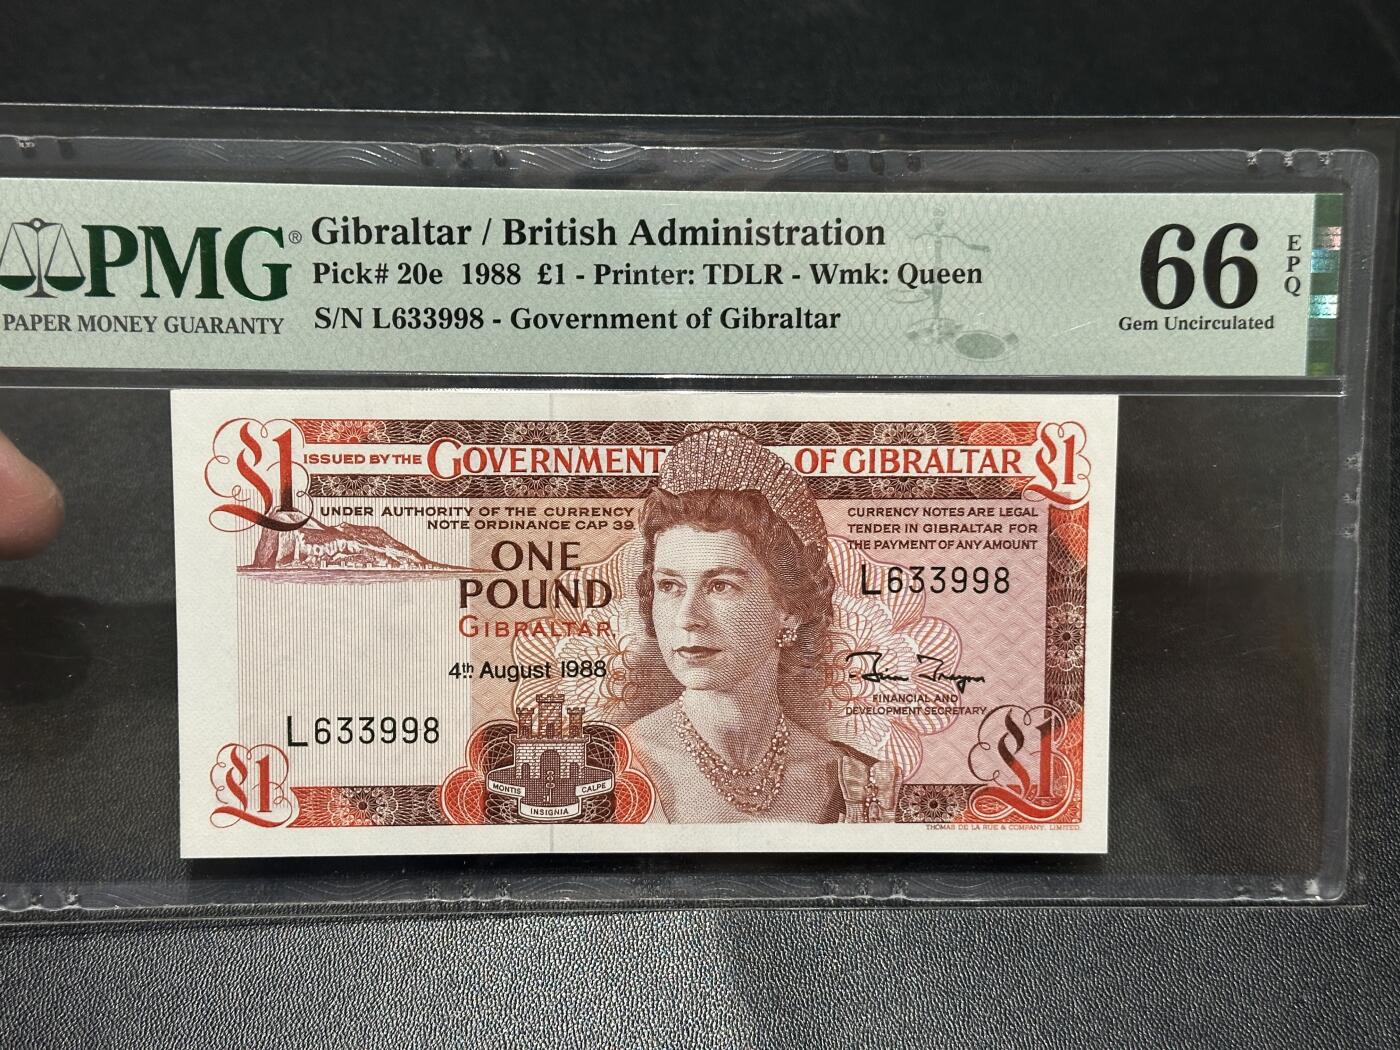 PMG®
PAPER MONEY GUARANTY
Gibraltar / British Administration
Pick# 20e 1988 £1 - Printer: TDLR - Wmk: Queen
S/N L633998 - Government of Gibraltar
66
EPQ
Gem Uncirculated
£1
ISSUED BY THE GOVERNMENT OF GIBRALTAR
£1
UNDER AUTHORITY OF THE CURRENCY
NOTE ORDINANCE CAP 39.
ONE
POUND
GIBRALTAR,
4th August 1988
L633998
CURRENCY NOTES ARE LEGAL
TENDER IN GIBRALTAR FOR
THE PAYMENT OF ANY AMOUNT
L633998
FINANCIAL AND
DEVELOPMENT SECRETARY
£1
MONTIS
INSIGNIA
CALPE
£1
THOMAS DE LA RUE & COMPANY, LIMITED.